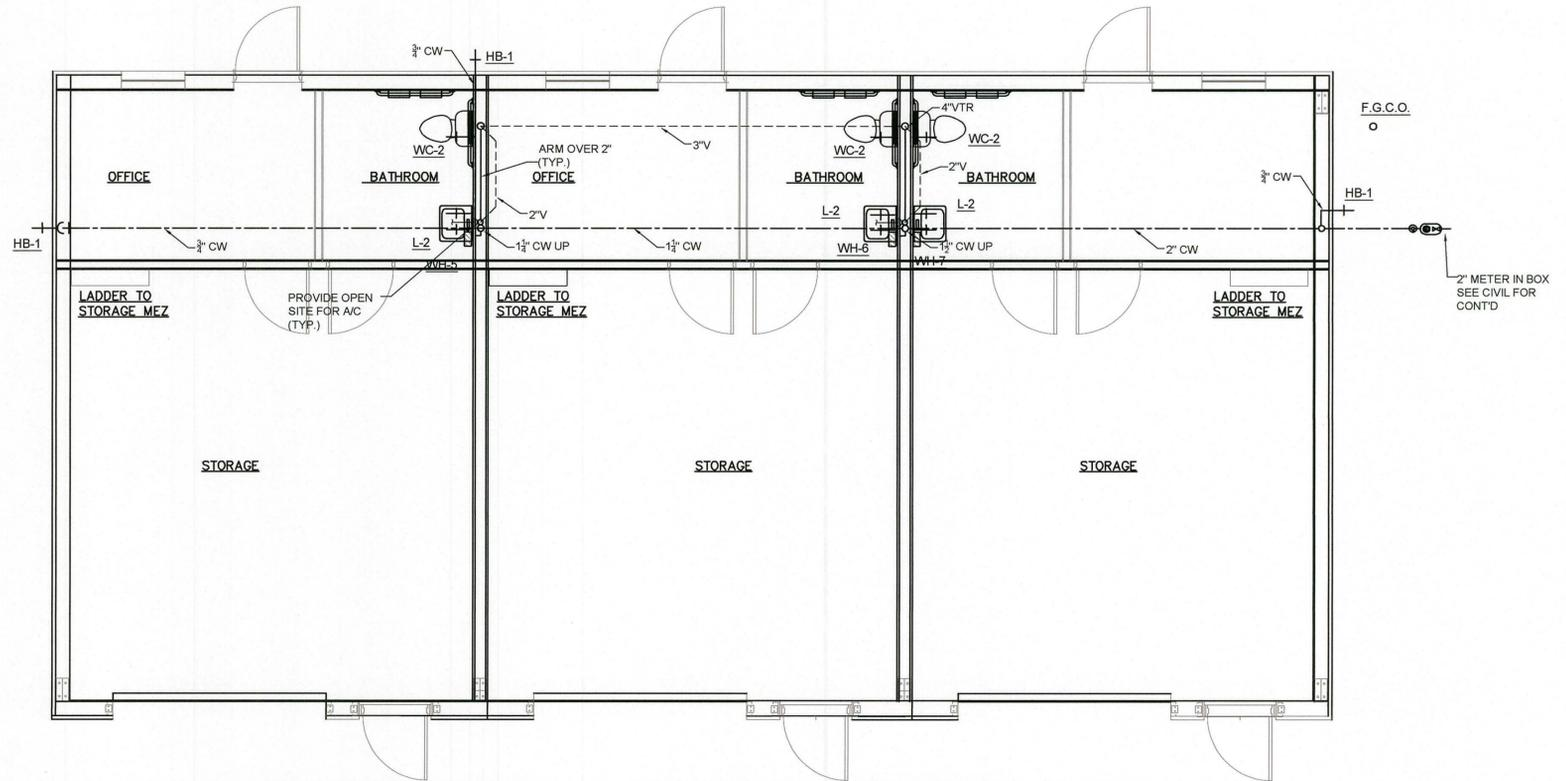 ¾" CW
HB-1
4"VTR
F.G.C.O.
WC-2
3"V
WC-2
WC-2
ARM OVER 2"
(TYP.)
OFFICE
BATHROOM
OFFICE
BATHROOM
2"V
BATHROOM
¾" CW
HB-1
2"V
L-2
L-2
HB-1
¾" CW
L-2
1¼" CW UP
1¼" CW
WH-6
1½" CW UP
2" CW
WH-5
WH-7
2" METER IN BOX
SEE CIVIL FOR
CONT'D
LADDER TO
STORAGE MEZ
PROVIDE OPEN
SITE FOR A/C
(TYP.)
LADDER TO
STORAGE MEZ
LADDER TO
STORAGE MEZ
STORAGE
STORAGE
STORAGE